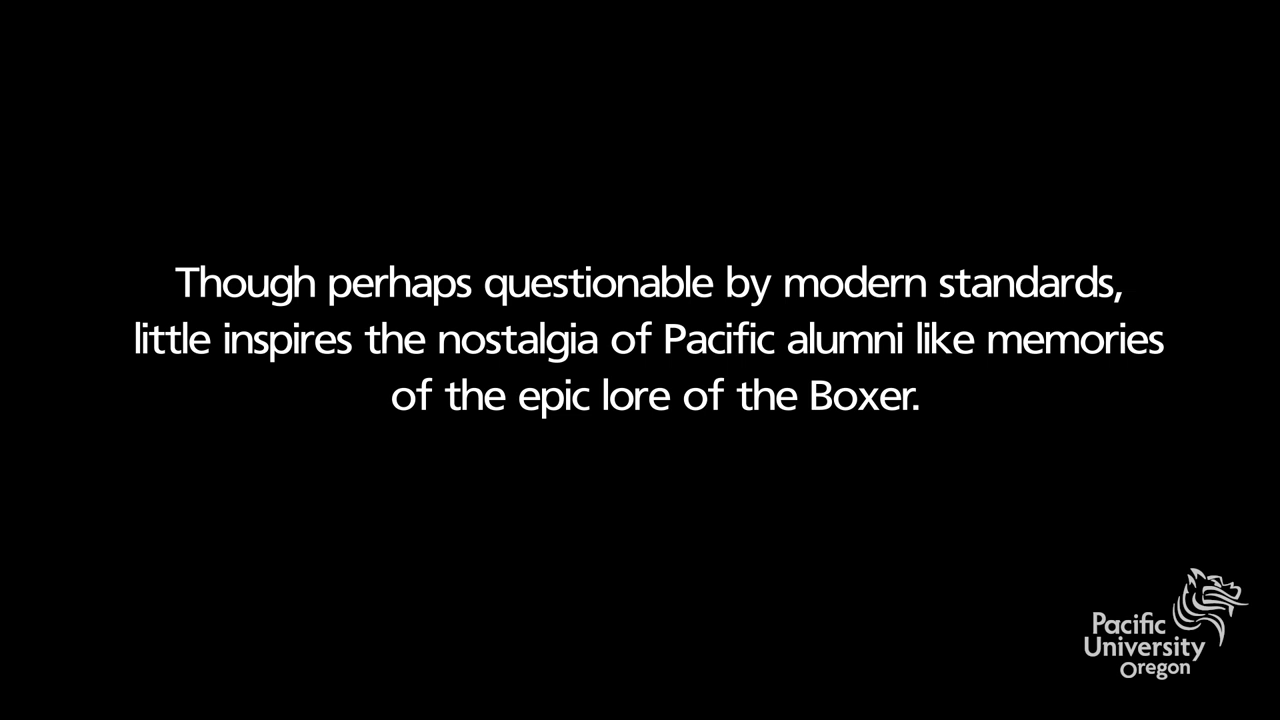 Though perhaps questionable by modern standards,
little inspires the nostalgia of Pacific alumni like memories
of the epic lore of the Boxer.
Pacific
University
Oregon